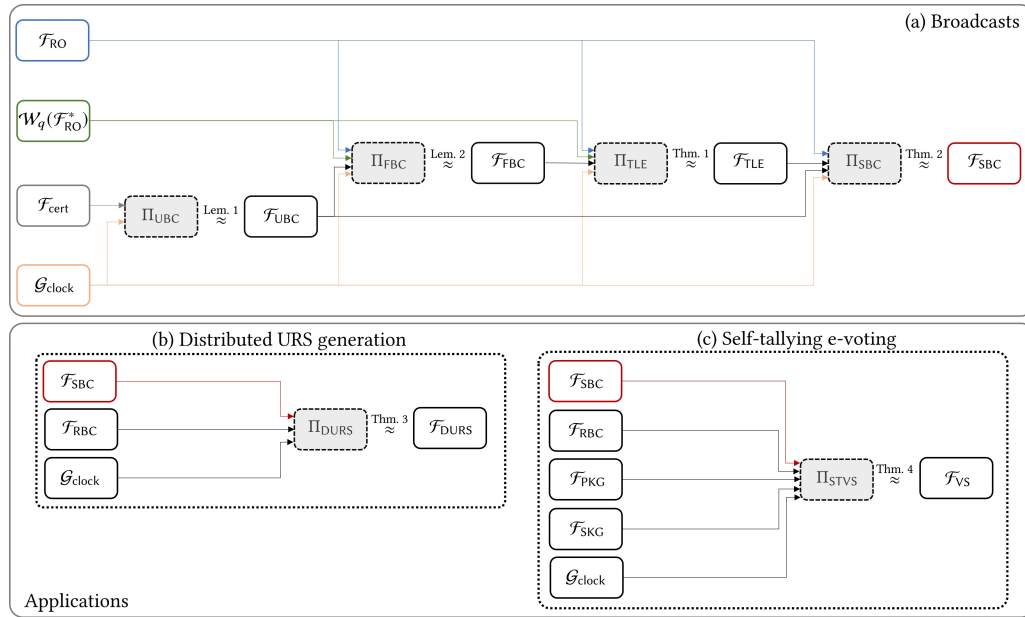 (a) Broadcasts
ℱ_RO
𝒲_q(ℱ*_RO)
Π_FBC
Lem. 2
≈
ℱ_FBC
Π_TLE
Thm. 1
≈
ℱ_TLE
Π_SBC
Thm. 2
≈
ℱ_SBC
ℱ_cert
Π_UBC
Lem. 1
≈
ℱ_UBC
𝒢_clock
(b) Distributed URS generation
ℱ_SBC
ℱ_RBC
𝒢_clock
Π_DURS
Thm. 3
≈
ℱ_DURS
(c) Self-tallying e-voting
ℱ_SBC
ℱ_RBC
ℱ_PKG
ℱ_SKG
𝒢_clock
Π_STVS
Thm. 4
≈
ℱ_VS
Applications